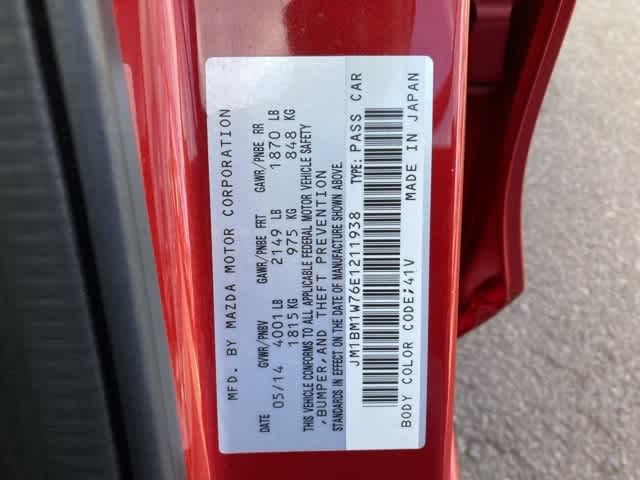 MFD. BY MAZDA MOTOR CORPORATION
DATE GVWR/PNBV GAWR/PNBE FRT GAWR/PNBE RR
05/14 4001 LB 2149 LB 1870 LB
1815 KG 975 KG 848 KG
THIS VEHICLE CONFORMS TO ALL APPLICABLE FEDERAL MOTOR VEHICLE SAFETY
,BUMPER,AND THEFT PREVENTION
STANDARDS IN EFFECT ON THE DATE OF MANUFACTURE SHOWN ABOVE.
JM1BM1W76E1211938 TYPE: PASS CAR
BODY COLOR CODE;41V MADE IN JAPAN